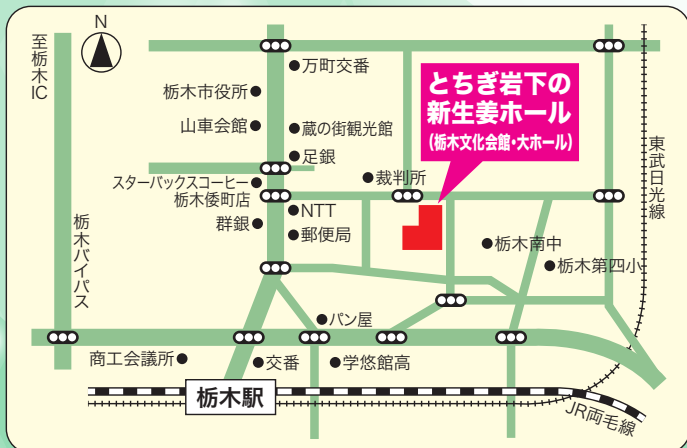 N
至栃木IC
万町交番
栃木市役所
山車会館
蔵の街観光館
足銀
とちぎ岩下の
新生姜ホール
(栃木文化会館・大ホール)
東武日光線
裁判所
スターバックスコーヒー
栃木倭町店
NTT
群銀
郵便局
栃木バイパス
栃木南中
栃木第四小
パン屋
商工会議所
交番
学悠館高
栃木駅
JR両毛線